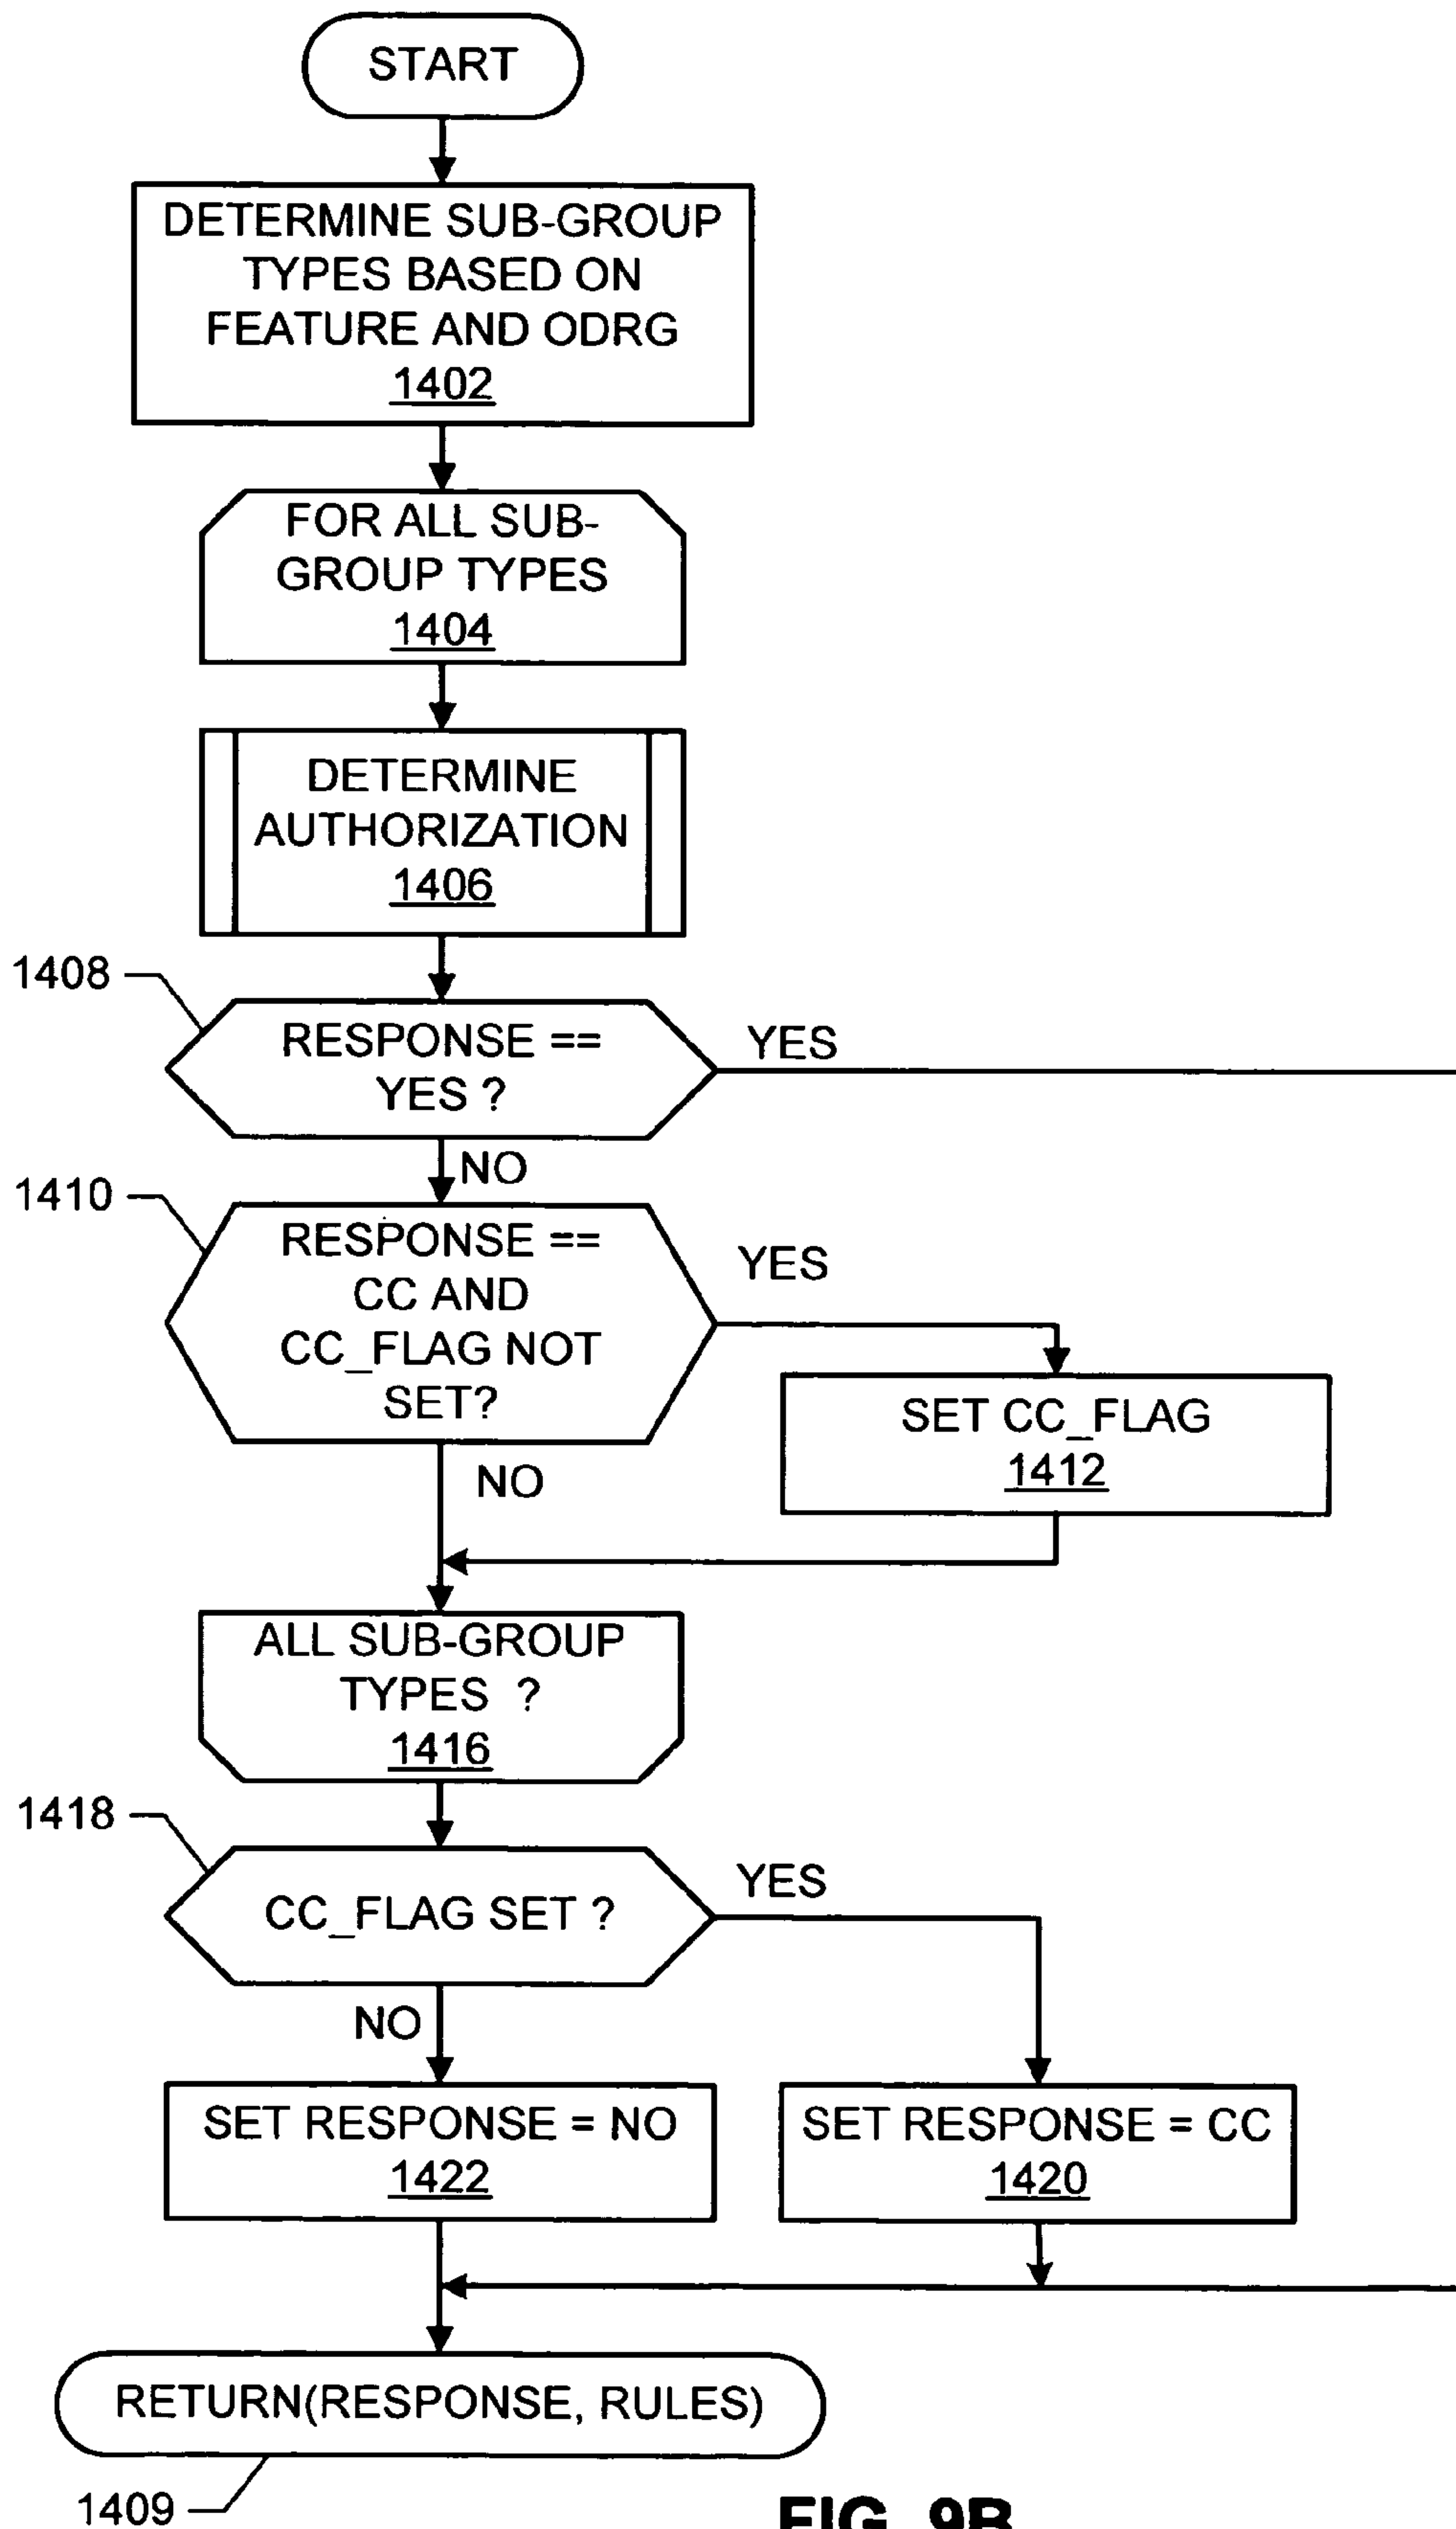 START
DETERMINE SUB-GROUP
TYPES BASED ON
FEATURE AND ODRG
1402
FOR ALL SUB-
GROUP TYPES
1404
DETERMINE
AUTHORIZATION
1406
1408
RESPONSE ==
YES ?
YES
NO
1410
RESPONSE ==
CC AND
CC_FLAG NOT
SET?
YES
SET CC_FLAG
1412
NO
ALL SUB-GROUP
TYPES ?
1416
1418
CC_FLAG SET ?
YES
NO
SET RESPONSE = NO
1422
SET RESPONSE = CC
1420
RETURN(RESPONSE, RULES)
1409
FIG. 9B